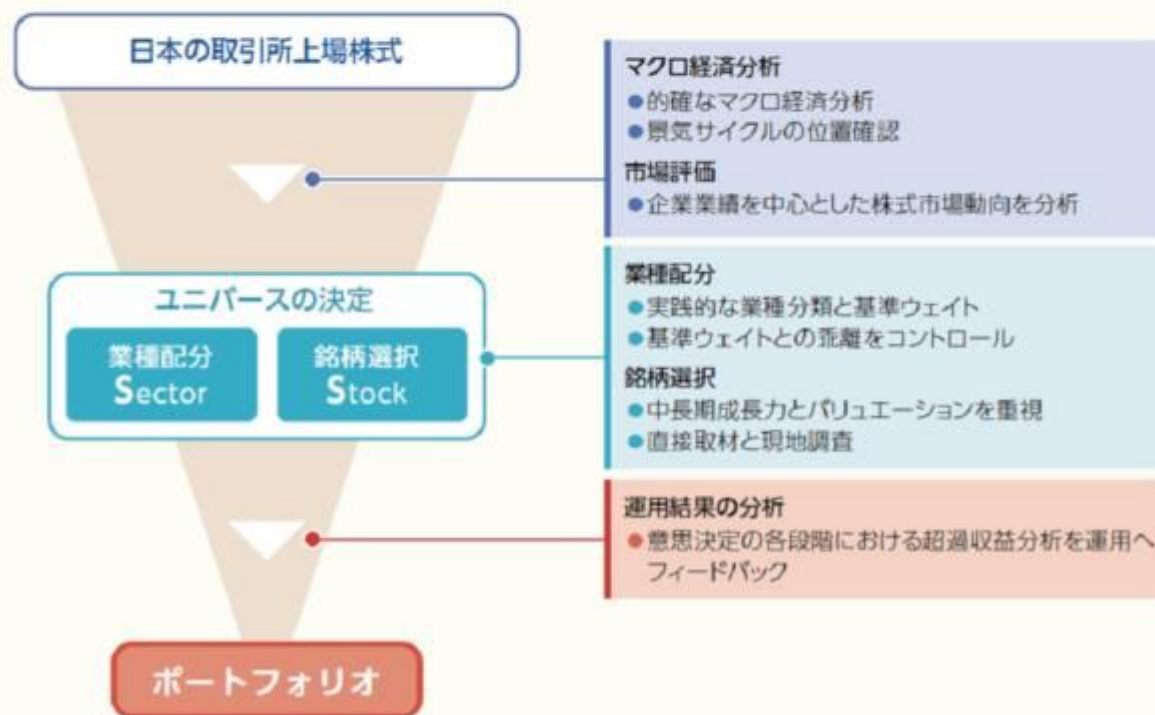 日本の取引所上場株式
マクロ経済分析
●的確なマクロ経済分析
●景気サイクルの位置確認
市場評価
●企業業績を中心とした株式市場動向を分析
ユニバースの決定
業種配分
Sector
銘柄選択
Stock
業種配分
●実践的な業種分類と基準ウェイト
●基準ウェイトとの乖離をコントロール
銘柄選択
●中長期成長力とバリュエーションを重視
●直接取材と現地調査
運用結果の分析
●意思決定の各段階における超過収益分析を運用へ
フィードバック
ポートフォリオ